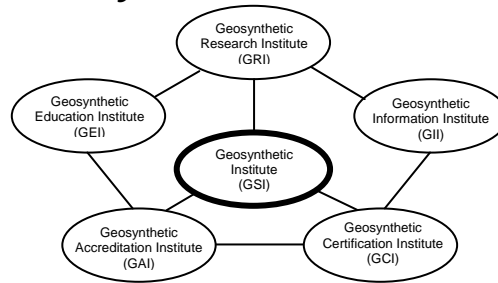 Geosynthetic
Research Institute
(GRI)
Geosynthetic
Education Institute
(GEI)
Geosynthetic
Information Institute
(GII)
Geosynthetic
Institute
(GSI)
Geosynthetic
Accreditation Institute
(GAI)
Geosynthetic
Certification Institute
(GCI)